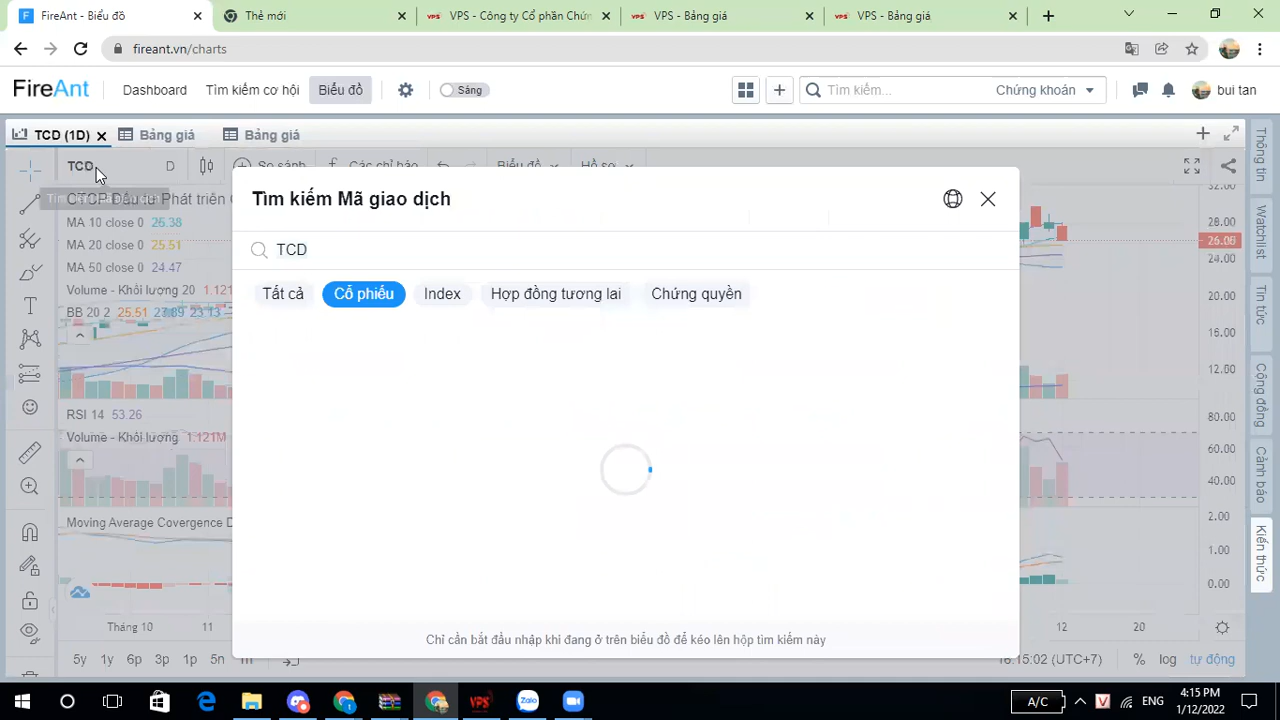 FireAnt - Biểu đồ
Thẻ mới
VPS - Công ty Cổ phần Chứn
VPS - Bảng giá
VPS - Bảng giá
fireant.vn/charts
FireAnt
Dashboard
Tìm kiếm cơ hội
Biểu đồ
Sáng
Tìm kiếm...
Chứng khoán
bui tan
TCD (1D)
Bảng giá
Bảng giá
TCD
D
So sánh
Các chỉ báo
Biểu đồ
Hồ sơ
CTCP Đầu tư Phát triển
MA 10 close 0 26.38
MA 20 close 0 25.51
MA 50 close 0 24.47
Volume - Khối lượng 20 1.121
BB 20 2 25.51 27.89 23.13
RSI 14 53.26
Volume - Khối lượng 1.121M
Moving Average Covergence D
Tìm kiếm Mã giao dịch
TCD
Tất cả
Cổ phiếu
Index
Hợp đồng tương lai
Chứng quyền
Chỉ cần bắt đầu nhập khi đang ở trên biểu đồ để kéo lên hộp tìm kiếm này
32.00
28.00
26.06
24.00
20.00
16.00
12.00
80.00
60.00
40.00
2.00
1.00
0.00
Thông tin
Watchlist
Tin tức
Cộng đồng
Cảnh báo
Kiến thức
Tháng 10
11
12
20
5y
1y
6p
3p
1p
5n
1n
16:15:02 (UTC+7)
%
log
tự động
A/C
V
ENG
4:15 PM
1/12/2022
VPS
Zalo